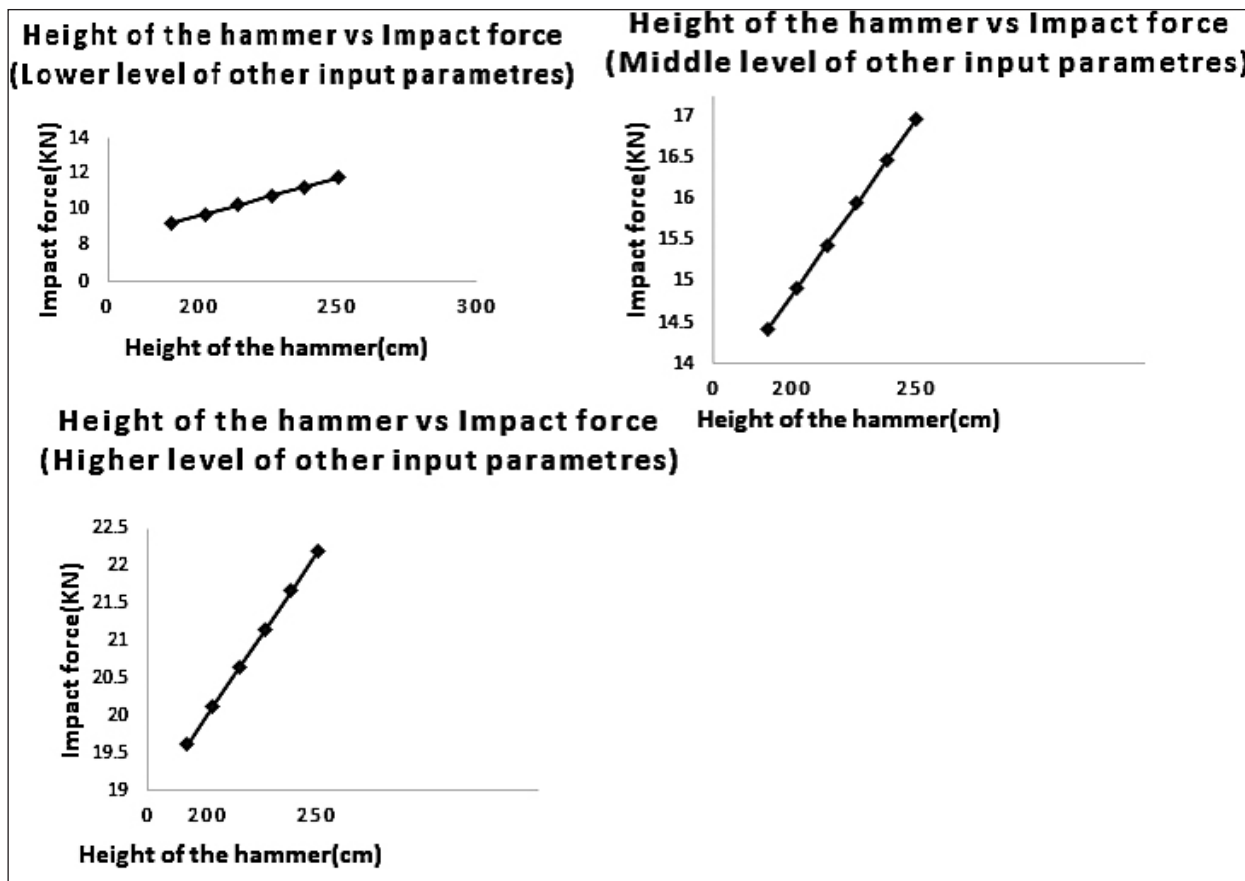 Height of the hammer vs Impact force
(Lower level of other input parametres)
Impact force(KN)
14
12
10
8
0
0 200 250 300
Height of the hammer(cm)
Height of the hammer vs Impact force
(Middle level of other input parametres)
Impact force(KN)
17
16.5
16
15.5
15
14.5
14
0 200 250
Height of the hammer(cm)
Height of the hammer vs Impact force
(Higher level of other input parametres)
Impact force(KN)
22.5
22
21.5
21
20.5
20
19.5
19
0 200 250
Height of the hammer(cm)